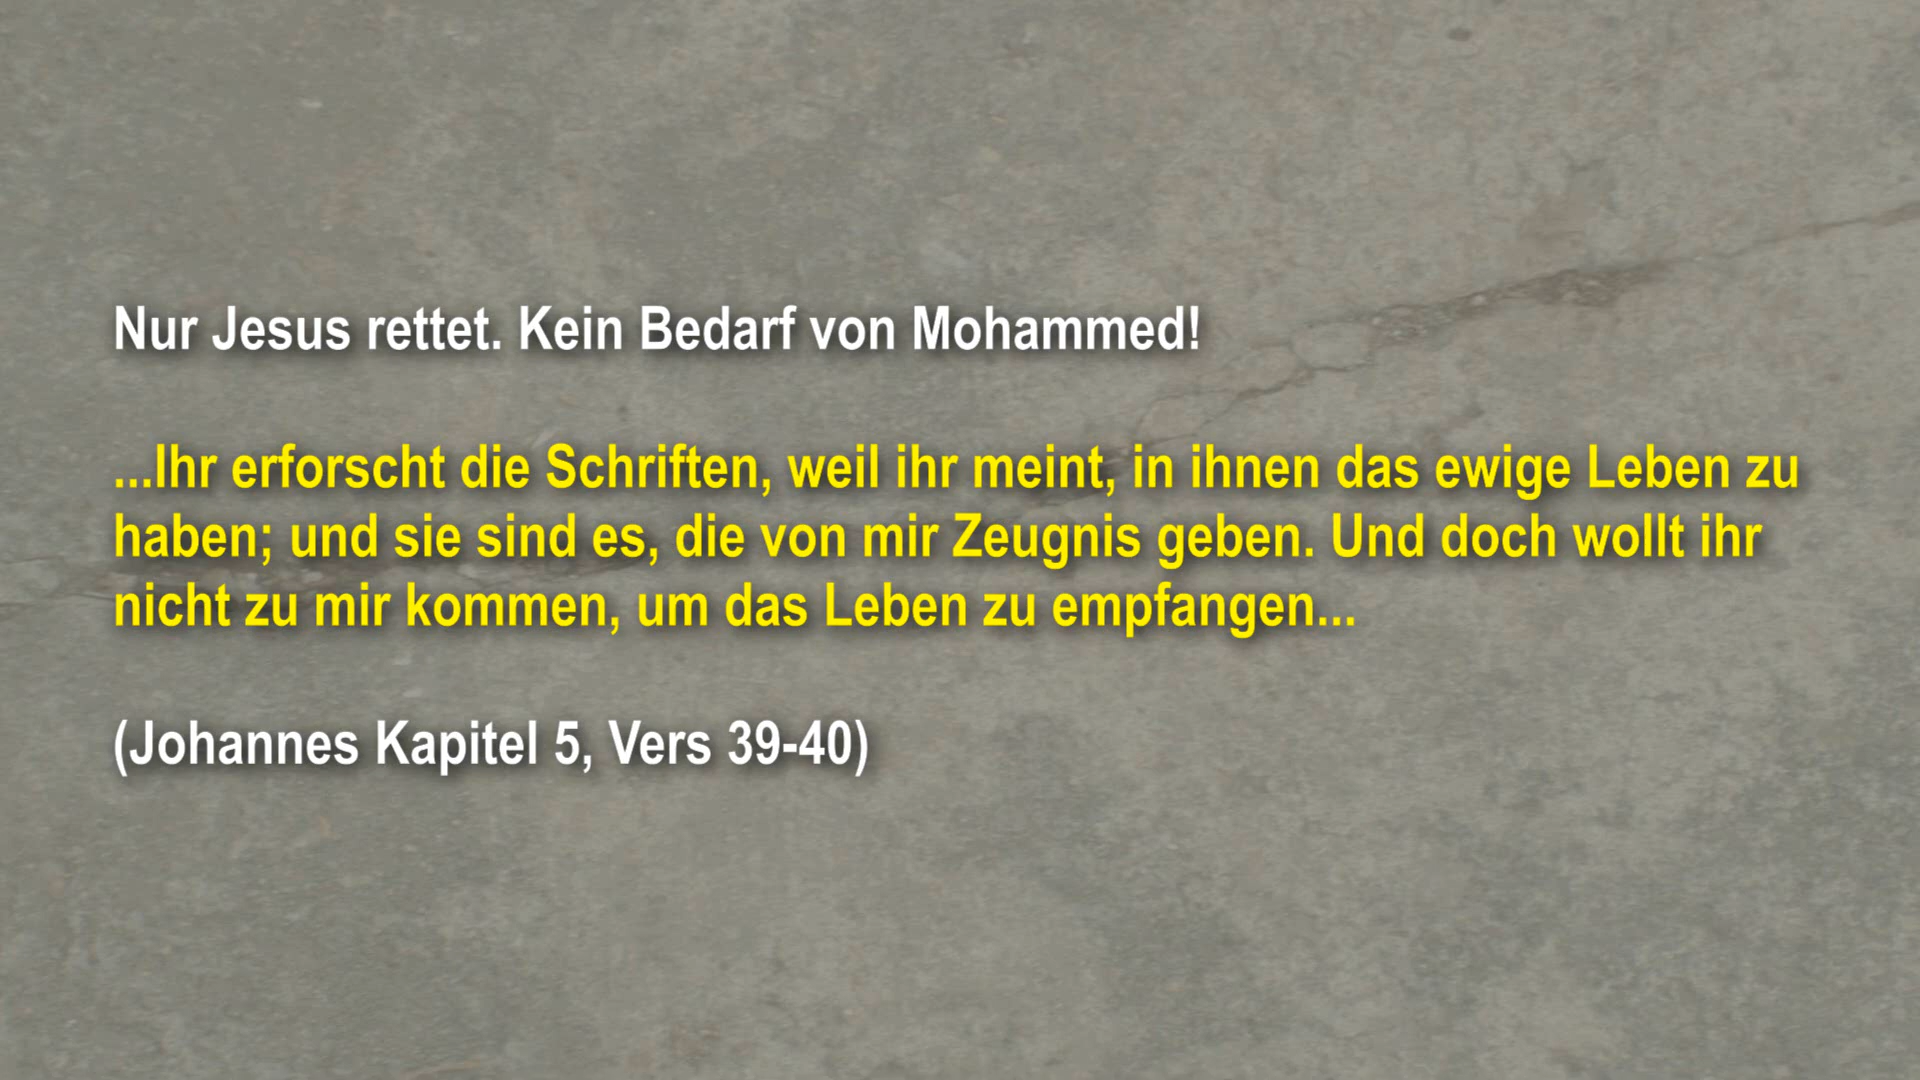 Nur Jesus rettet. Kein Bedarf von Mohammed!
...Ihr erforscht die Schriften, weil ihr meint, in ihnen das ewige Leben zu
haben; und sie sind es, die von mir Zeugnis geben. Und doch wollt ihr
nicht zu mir kommen, um das Leben zu empfangen...
(Johannes Kapitel 5, Vers 39-40)